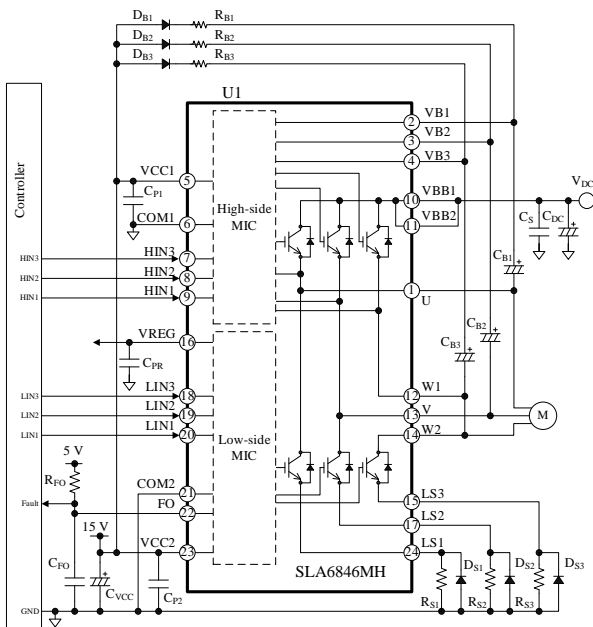 DB1
RB1
DB2
RB2
DB3
RB3
U1
Controller
VB1
2
VB2
3
VB3
4
VCC1
5
CP1
COM1
6
High-side
MIC
VBB1
10
VBB2
11
VDC
CS
CDC
HIN3
HIN3
7
HIN2
HIN2
8
HIN1
HIN1
9
CB1
1
U
VREG
16
CPR
CB2
CB3
LIN3
LIN3
18
LIN2
LIN2
19
LIN1
LIN1
20
W1
12
V
13
W2
14
M
Low-side
MIC
5 V
RFO
COM2
21
Fault
FO
22
15 V
VCC2
23
CFO
CVCC
CP2
LS3
15
LS2
17
LS1
24
SLA6846MH
DS1
DS2
DS3
RS1
RS2
RS3
GND